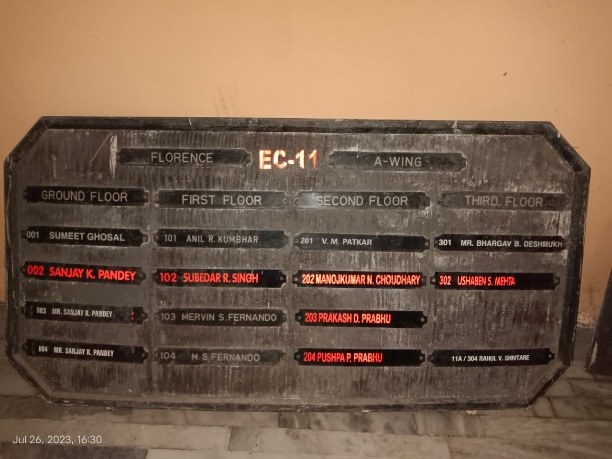 FLORENCE EC-11 A-WING
GROUND FLOOR FIRST FLOOR SECOND FLOOR THIRD. FLOOR
001 SUMEET GHOSAL 101 ANIL R. KUMBHAR 201 V. M. PATKAR 301 MR. BHARGAV B. DESHMUKH
002 SANJAY K. PANDEY 102 SUBEDAR R. SINGH 202 MANOJKUMAR N. CHOUDHARY 302 USHABEN S. MEHTA
003 MR. SANJAY K. PANDEY 103 MERVIN S. FERNANDO 203 PRAKASH D. PRABHU
004 MR. SANJAY K. PANDEY 104 M.S. FERNANDO 204 PUSHPA P. PRABHU 11A / 304 RAHUL V. SHIVTARE
Jul 26, 2023, 16:30